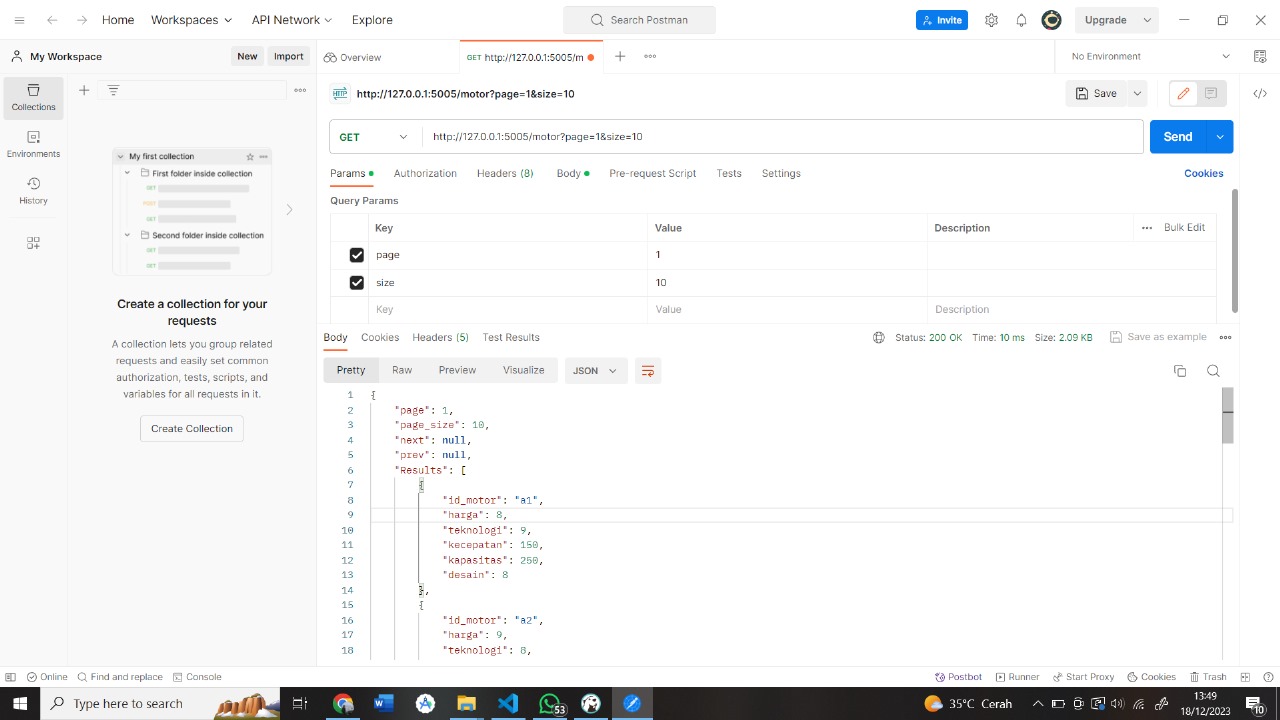 Home Workspaces API Network Explore Search Postman Invite Upgrade
My Workspace New Import Overview GET http://127.0.0.1:5005/m No Environment
Collections
Environments
History
My first collection
First folder inside collection
GET
POST
GET
Second folder inside collection
GET
GET
Create a collection for your
requests
A collection lets you group related
requests and easily set common
authorization, tests, scripts, and
variables for all requests in it.
Create Collection
HTTP http://127.0.0.1:5005/motor?page=1&size=10 Save
GET http://127.0.0.1:5005/motor?page=1&size=10 Send
Params Authorization Headers (8) Body Pre-request Script Tests Settings Cookies
Query Params
Key Value Description Bulk Edit
page 1
size 10
Key Value Description
Body Cookies Headers (5) Test Results Status: 200 OK Time: 10 ms Size: 2.09 KB Save as example
Pretty Raw Preview Visualize JSON
1 {
2 "page": 1,
3 "page_size": 10,
4 "next": null,
5 "prev": null,
6 "Results": [
7 {
8 "id_motor": "a1",
9 "harga": 8,
10 "teknologi": 9,
11 "kecepatan": 150,
12 "kapasitas": 250,
13 "desain": 8
14 },
15 {
16 "id_motor": "a2",
17 "harga": 9,
18 "teknologi": 8,
Online Find and replace Console Postbot Runner Start Proxy Cookies Trash
Type here to search 53 35°C Cerah 13:49
18/12/2023 10